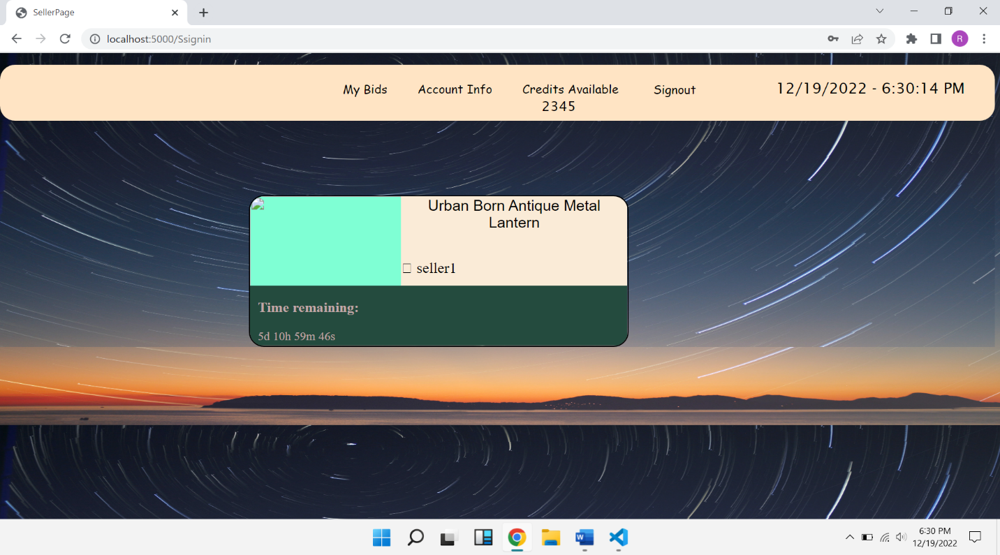 SellerPage
localhost:5000/Ssignin
R
My Bids Account Info Credits Available Signout 12/19/2022 - 6:30:14 PM
2345
Urban Born Antique Metal
Lantern
seller1
Time remaining:
5d 10h 59m 46s
6:30 PM
12/19/2022